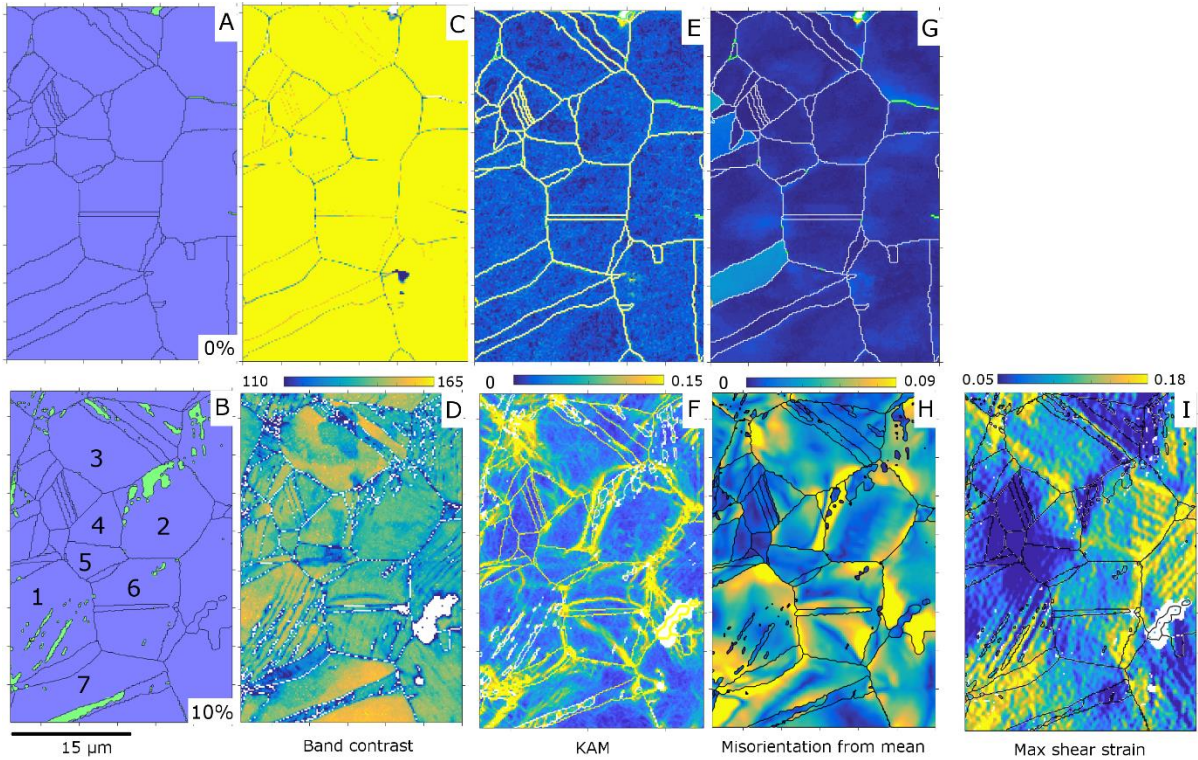 A
C
E
G
0%
110 165
0 0.15
0 0.09
0.05 0.18
B
D
F
H
I
3
4
2
5
1
6
7
10%
15 µm
Band contrast
KAM
Misorientation from mean
Max shear strain